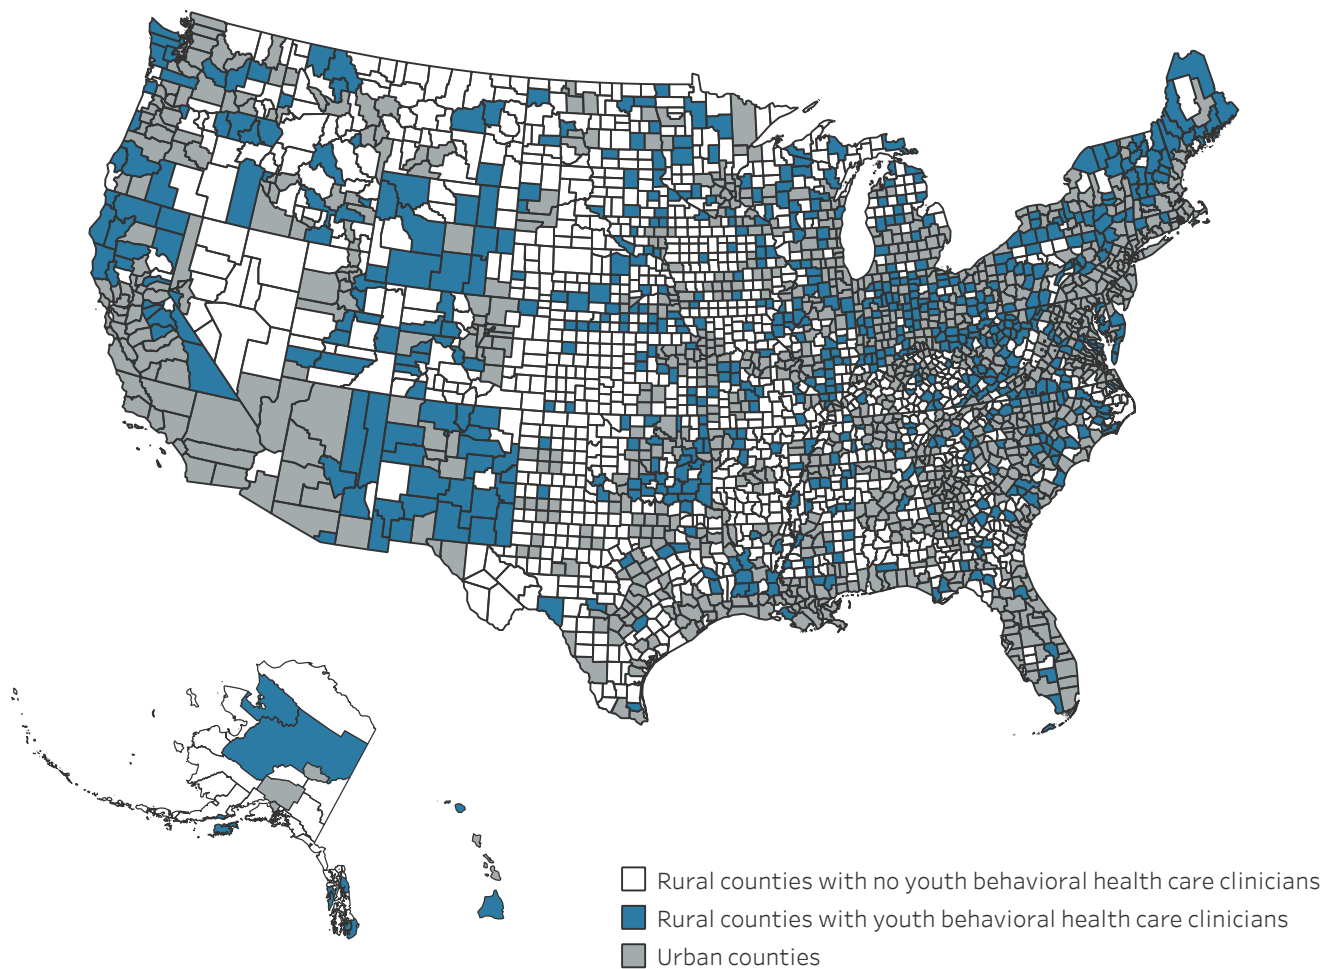 Rural counties with no youth behavioral health care clinicians
Rural counties with youth behavioral health care clinicians
Urban counties